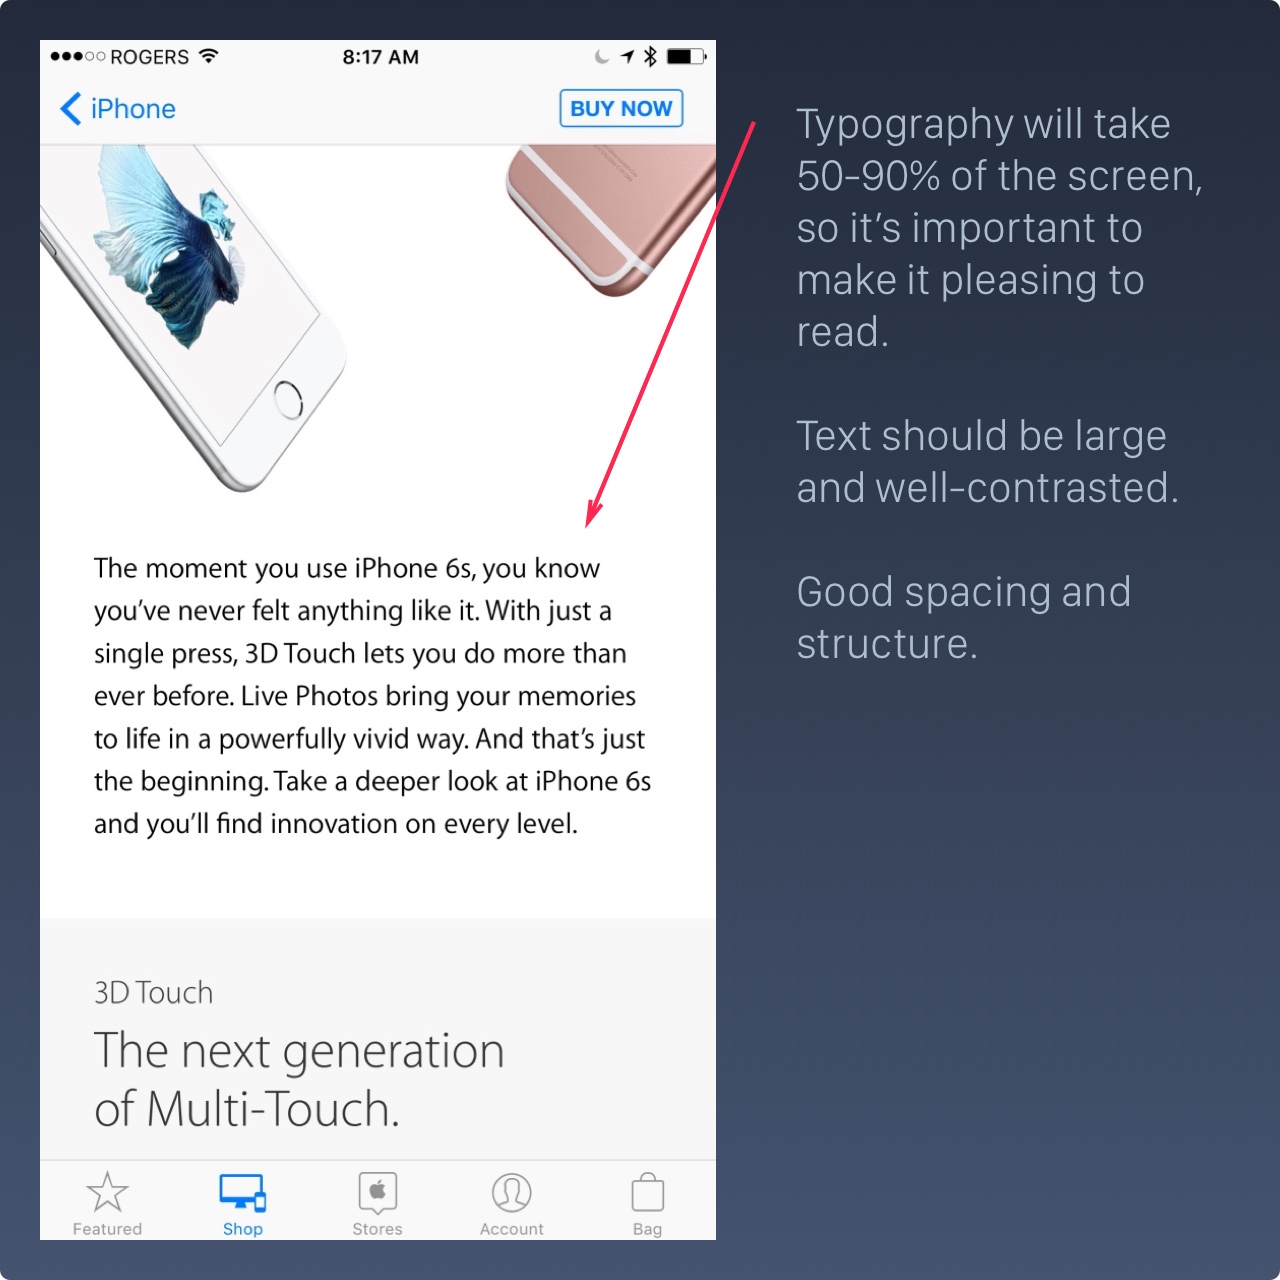 ROGERS
8:17 AM
iPhone
BUY NOW
The moment you use iPhone 6s, you know
you've never felt anything like it. With just a
single press, 3D Touch lets you do more than
ever before. Live Photos bring your memories
to life in a powerfully vivid way. And that's just
the beginning. Take a deeper look at iPhone 6s
and you'll find innovation on every level.
3D Touch
The next generation
of Multi-Touch.
Featured
Shop
Stores
Account
Bag
Typography will take
50-90% of the screen,
so it's important to
make it pleasing to
read.
Text should be large
and well-contrasted.
Good spacing and
structure.